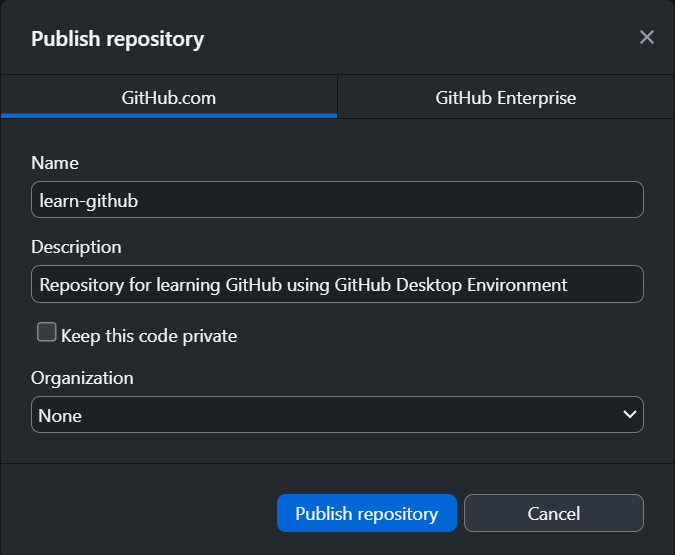 Publish repository
GitHub.com
GitHub Enterprise
Name
learn-github
Description
Repository for learning GitHub using GitHub Desktop Environment
Keep this code private
Organization
None
Publish repository
Cancel